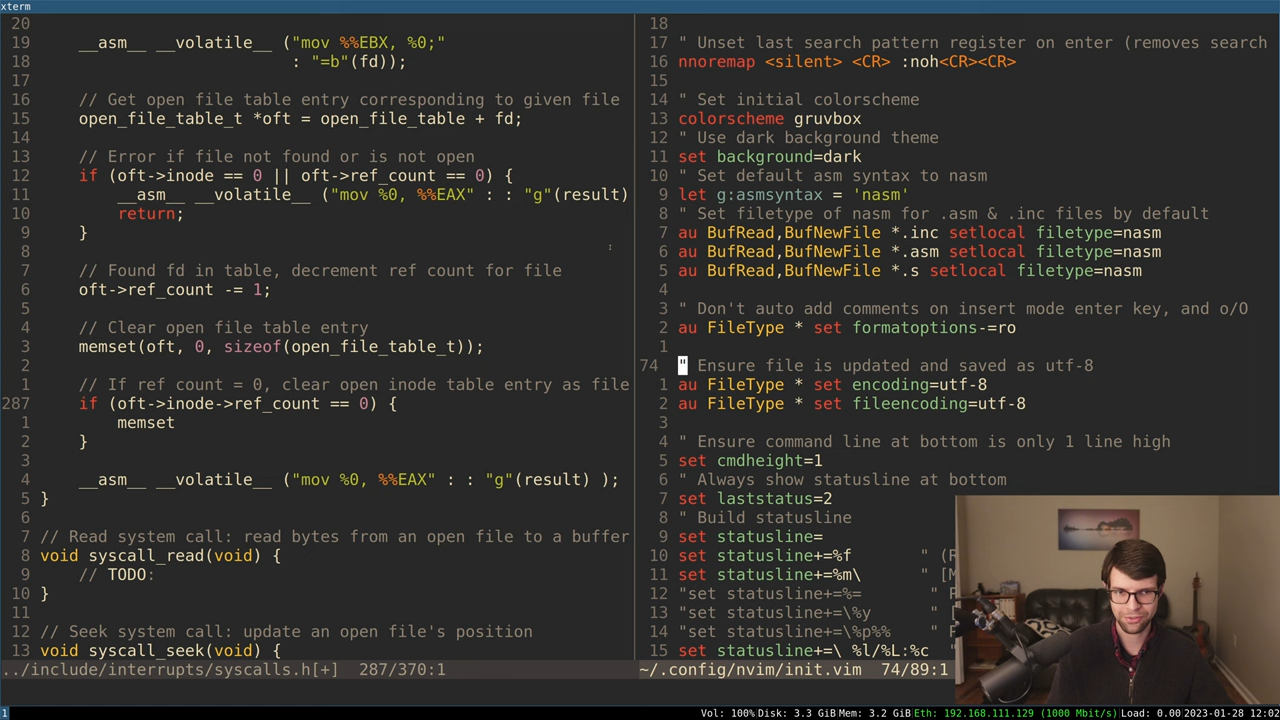 xterm
20
19 __asm__ __volatile__ ("mov %%EBX, %0;"
18 : "=b"(fd));
17
16 // Get open file table entry corresponding to given file
15 open_file_table_t *oft = open_file_table + fd;
14
13 // Error if file not found or is not open
12 if (oft->inode == 0 || oft->ref_count == 0) {
11 __asm__ __volatile__ ("mov %0, %%EAX" : : "g"(result)
10 return;
9 }
8
7 // Found fd in table, decrement ref count for file
6 oft->ref_count -= 1;
5
4 // Clear open file table entry
3 memset(oft, 0, sizeof(open_file_table_t));
2
1 // If ref count = 0, clear open inode table entry as file
287 if (oft->inode->ref_count == 0) {
1 memset
2 }
3
4 __asm__ __volatile__ ("mov %0, %%EAX" : : "g"(result) );
5 }
6
7 // Read system call: read bytes from an open file to a buffer
8 void syscall_read(void) {
9 // TODO:
10 }
11
12 // Seek system call: update an open file's position
13 void syscall_seek(void) {
../include/interrupts/syscalls.h[+] 287/370:1
18
17 " Unset last search pattern register on enter (removes search
16 nnoremap <silent> <CR> :noh<CR><CR>
15
14 " Set initial colorscheme
13 colorscheme gruvbox
12 " Use dark background theme
11 set background=dark
10 " Set default asm syntax to nasm
9 let g:asmsyntax = 'nasm'
8 " Set filetype of nasm for .asm & .inc files by default
7 au BufRead,BufNewFile *.inc setlocal filetype=nasm
6 au BufRead,BufNewFile *.asm setlocal filetype=nasm
5 au BufRead,BufNewFile *.s setlocal filetype=nasm
4
3 " Don't auto add comments on insert mode enter key, and o/O
2 au FileType * set formatoptions-=ro
1
74 " Ensure file is updated and saved as utf-8
1 au FileType * set encoding=utf-8
2 au FileType * set fileencoding=utf-8
3
4 " Ensure command line at bottom is only 1 line high
5 set cmdheight=1
6 " Always show statusline at bottom
7 set laststatus=2
8 " Build statusline
9 set statusline=
10 set statusline+=%f " (R
11 set statusline+=%m\ " [M
12 "set statusline+=%= "
13 "set statusline+=\%y " [
14 "set statusline+=\%p%% "
15 set statusline+=\ %l/%L:%c "
~/.config/nvim/init.vim 74/89:1
1 Vol: 100% Disk: 3.3 GiB Mem: 3.2 GiB Eth: 192.168.111.129 (1000 Mbit/s) Load: 0.00 2023-01-28 12:02